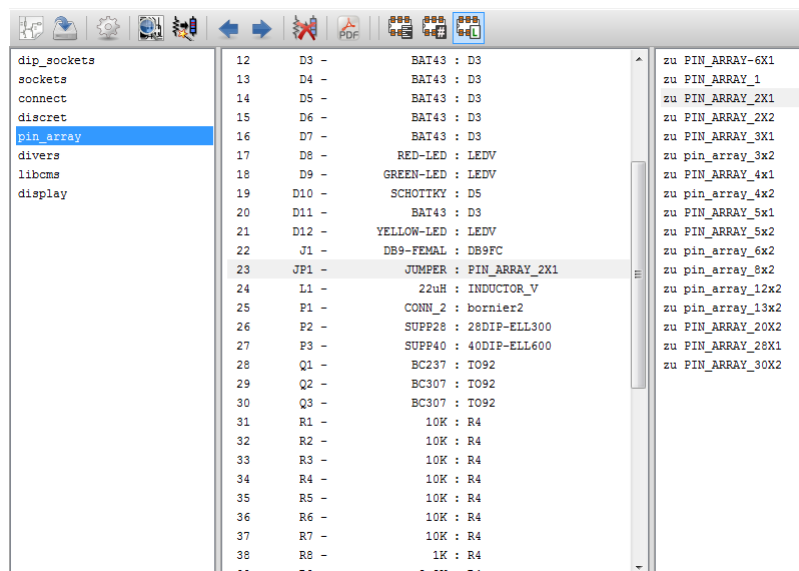 PDF
L
dip_sockets
sockets
connect
discret
pin_array
divers
libcms
display
12 D3 - BAT43 : D3
13 D4 - BAT43 : D3
14 D5 - BAT43 : D3
15 D6 - BAT43 : D3
16 D7 - BAT43 : D3
17 D8 - RED-LED : LEDV
18 D9 - GREEN-LED : LEDV
19 D10 - SCHOTTKY : D5
20 D11 - BAT43 : D3
21 D12 - YELLOW-LED : LEDV
22 J1 - DB9-FEMAL : DB9FC
23 JP1 - JUMPER : PIN_ARRAY_2X1
24 L1 - 22uH : INDUCTOR_V
25 P1 - CONN_2 : bornier2
26 P2 - SUPP28 : 28DIP-ELL300
27 P3 - SUPP40 : 40DIP-ELL600
28 Q1 - BC237 : TO92
29 Q2 - BC307 : TO92
30 Q3 - BC307 : TO92
31 R1 - 10K : R4
32 R2 - 10K : R4
33 R3 - 10K : R4
34 R4 - 10K : R4
35 R5 - 10K : R4
36 R6 - 10K : R4
37 R7 - 10K : R4
38 R8 - 1K : R4
zu PIN_ARRAY-6X1
zu PIN_ARRAY_1
zu PIN_ARRAY_2X1
zu PIN_ARRAY_2X2
zu PIN_ARRAY_3X1
zu pin_array_3x2
zu PIN_ARRAY_4x1
zu pin_array_4x2
zu PIN_ARRAY_5x1
zu PIN_ARRAY_5x2
zu pin_array_6x2
zu pin_array_8x2
zu pin_array_12x2
zu pin_array_13x2
zu PIN_ARRAY_20X2
zu PIN_ARRAY_28X1
zu PIN_ARRAY_30X2